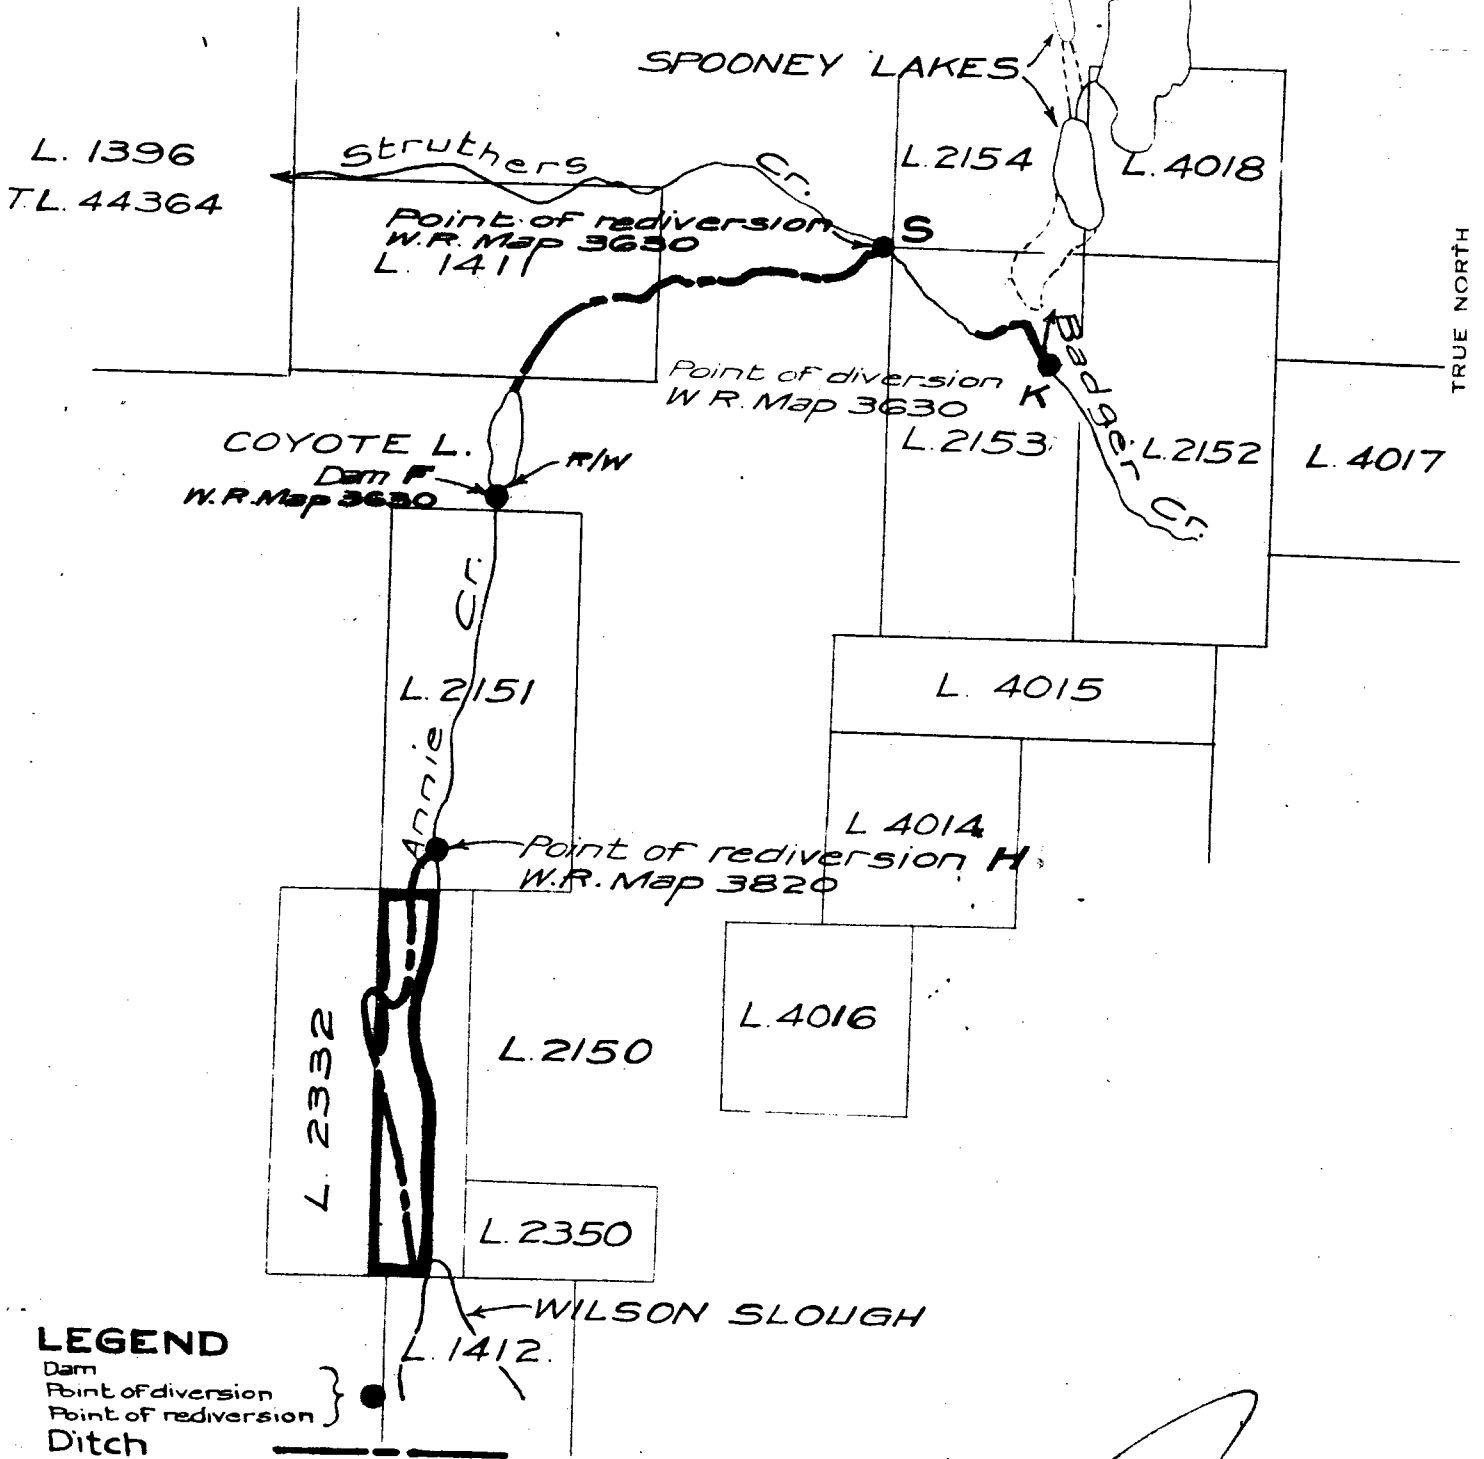 SPOONEY LAKES
L. 1396
T.L. 44364
Struthers Cr.
L.2154
L.4018
Point of rediversion
W.R. Map 3630
L. 1411
S
TRUE NORTH
Point of diversion
W.R. Map 3630
K
Badger Cr.
COYOTE L.
Dam F
W.R. Map 3630
R/W
L.2153
L.2152
L.4017
Annie Cr.
L.2151
L. 4015
L 4014
Point of rediversion H
W.R. Map 3820
L. 2332
L.2150
L.4016
L.2350
WILSON SLOUGH
L. 1412.
LEGEND
Dam
Point of diversion
Point of rediversion
Ditch